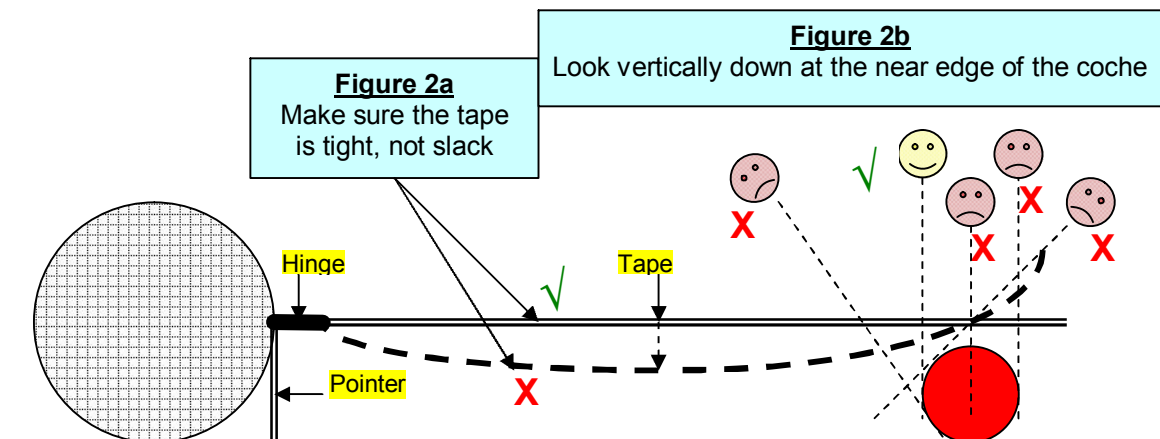 Figure 2b
Look vertically down at the near edge of the coche
Figure 2a
Make sure the tape
is tight, not slack
√
X
X
X
X
Hinge
√
Tape
Pointer
X